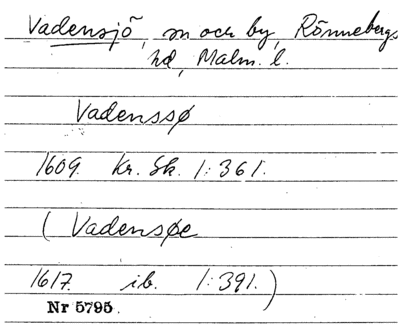 Vadensjö, sn och by, Rönnebergs
hd, Malm. l.
Vadenssø
1609. Kr. Sk. 1:361.
(Vadensøe
1617. ib. 1:391.)
Nr 5795.